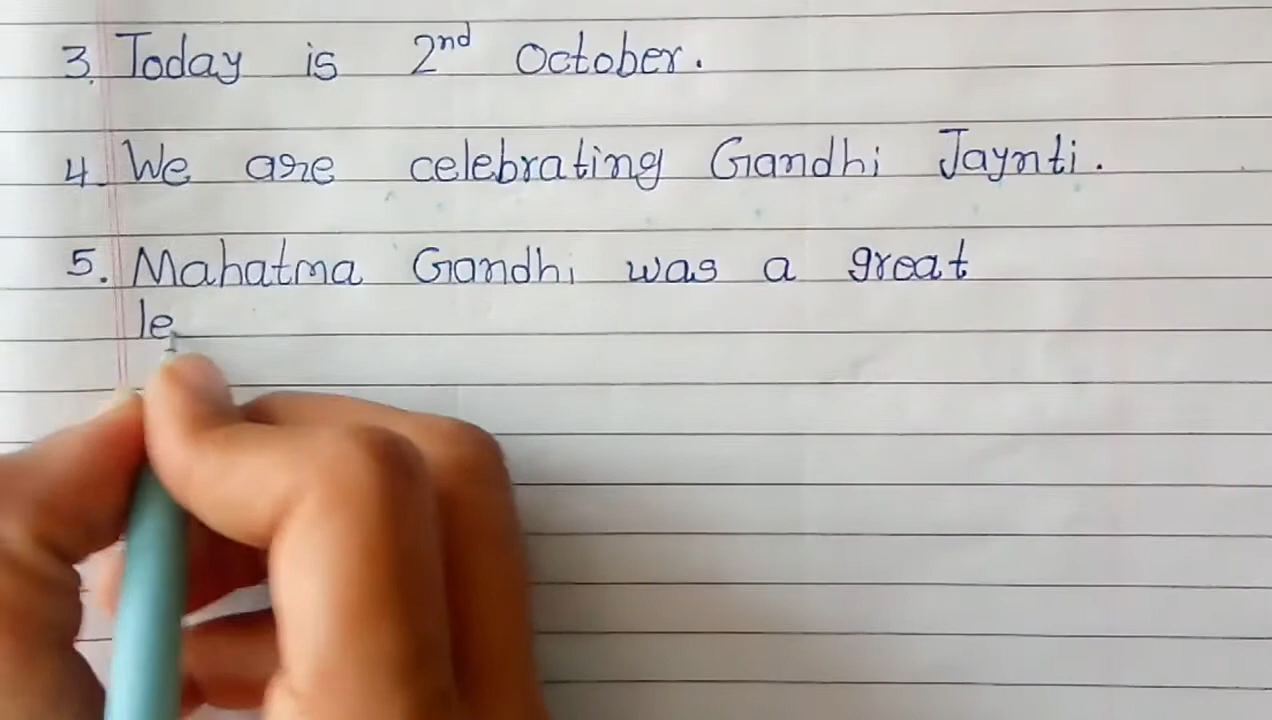 3. Today is 2nd October.
4. We are celebrating Gandhi Jaynti.
5. Mahatma Gandhi was a great
le